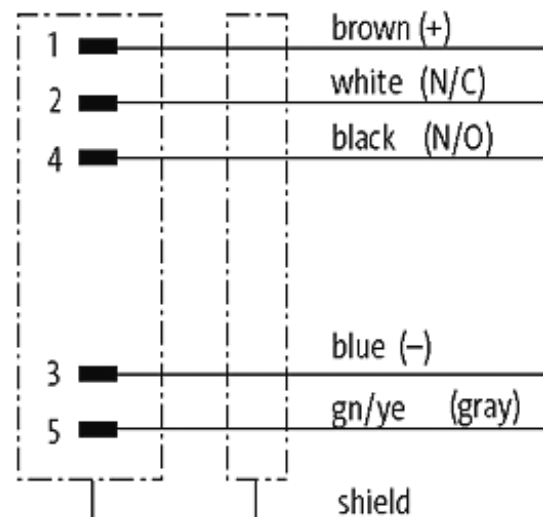 1 brown (+)
2 white (N/C)
4 black (N/O)
3 blue (–)
5 gn/ye (gray)
shield